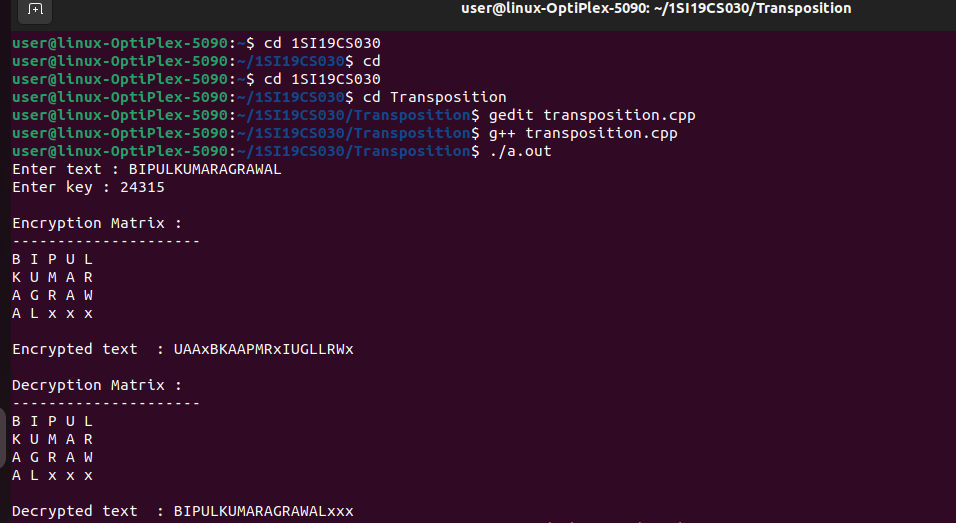 user@linux-OptiPlex-5090: ~/1SI19CS030/Transposition
user@linux-OptiPlex-5090:~$ cd 1SI19CS030
user@linux-OptiPlex-5090:~/1SI19CS030$ cd
user@linux-OptiPlex-5090:~$ cd 1SI19CS030
user@linux-OptiPlex-5090:~/1SI19CS030$ cd Transposition
user@linux-OptiPlex-5090:~/1SI19CS030/Transposition$ gedit transposition.cpp
user@linux-OptiPlex-5090:~/1SI19CS030/Transposition$ g++ transposition.cpp
user@linux-OptiPlex-5090:~/1SI19CS030/Transposition$ ./a.out
Enter text : BIPULKUMARAGRAWAL
Enter key : 24315
Encryption Matrix :
---------------------
B I P U L
K U M A R
A G R A W
A L x x x
Encrypted text  : UAAxBKAAPMRxIUGLLRWx
Decryption Matrix :
---------------------
B I P U L
K U M A R
A G R A W
A L x x x
Decrypted text  : BIPULKUMARAGRAWALxxx